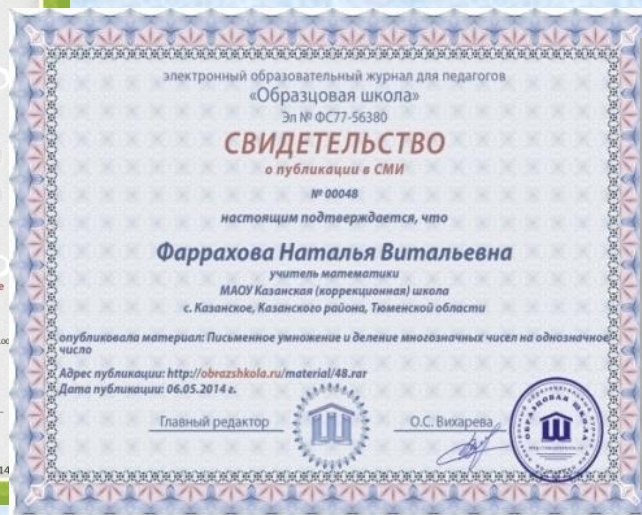 электронный образовательный журнал для педагогов
«Образцовая школа»
Эл № ФС77-56380
СВИДЕТЕЛЬСТВО
о публикации в СМИ
№ 00048
настоящим подтверждается, что
Фаррахова Наталья Витальевна
учитель математики
МАОУ Казанская (коррекционная) школа
с. Казанское, Казанского района, Тюменской области
опубликовала материал: Письменное умножение и деление многозначных чисел на однозначное
число
Адрес публикации: http://obrazshkola.ru/material/48.rar
Дата публикации: 06.05.2014 г.
Главный редактор
О.С. Вихарева
ОБРАЗЦОВАЯ ШКОЛА